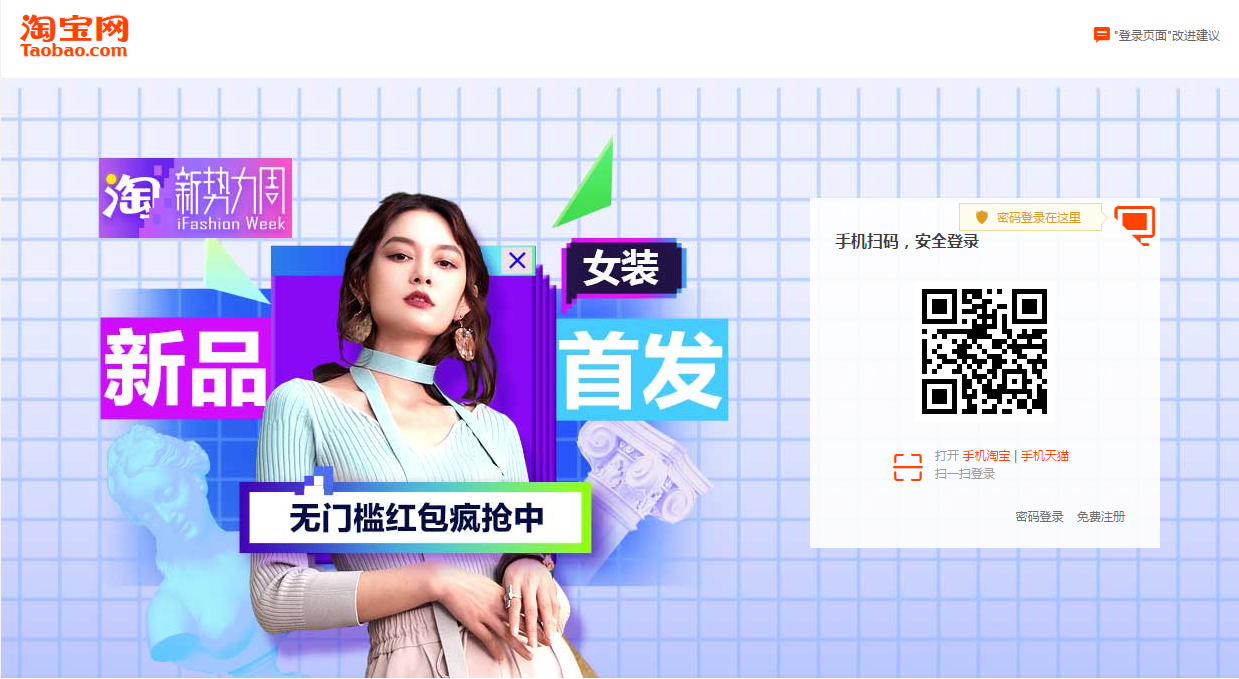 淘宝网
Taobao.com
"登录页面"改进建议
淘
新势力周
iFashion Week
女装
新品
首发
无门槛红包疯抢中
密码登录在这里
手机扫码，安全登录
打开 手机淘宝 | 手机天猫
扫一扫登录
密码登录 免费注册